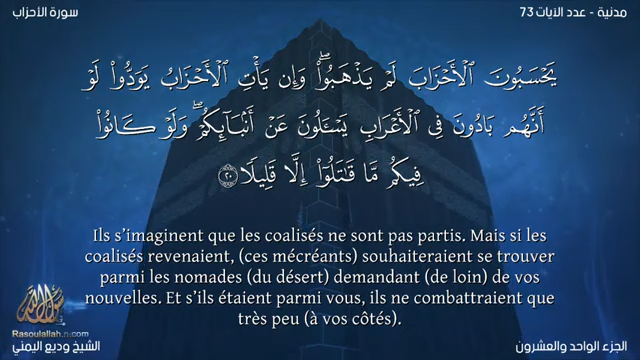 مدنية - عدد الآيات 73
سورة الأحزاب
يَحْسَبُونَ ٱلْأَحْزَابَ لَمْ يَذْهَبُوا۟ ۖ وَإِن يَأْتِ ٱلْأَحْزَابُ يَوَدُّوا۟ لَوْ
أَنَّهُم بَادُونَ فِى ٱلْأَعْرَابِ يَسْـَٔلُونَ عَنْ أَنۢبَآئِكُمْ ۖ وَلَوْ كَانُوا۟
فِيكُم مَّا قَـٰتَلُوٓا۟ إِلَّا قَلِيلًا ٢٠
Ils s’imaginent que les coalisés ne sont pas partis. Mais si les
coalisés revenaient, (ces mécréants) souhaiteraient se trouver
parmi les nomades (du désert) demandant (de loin) de vos
nouvelles. Et s’ils étaient parmi vous, ils ne combattraient que
très peu (à vos côtés).
رسول الله
الجزء الواحد والعشرون
الشيخ وديع اليمني